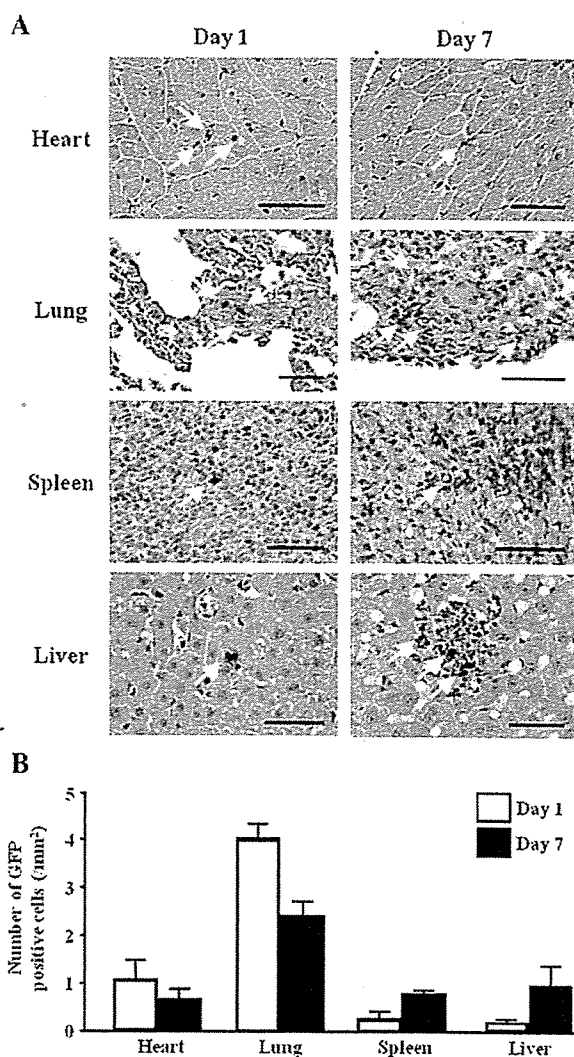 A
Day 1 Day 7
Heart
Lung
Spleen
Liver
B
Number of GFP
positive cells (/mm²)
5
4
3
2
1
0
Day 1
Day 7
Heart Lung Spleen Liver